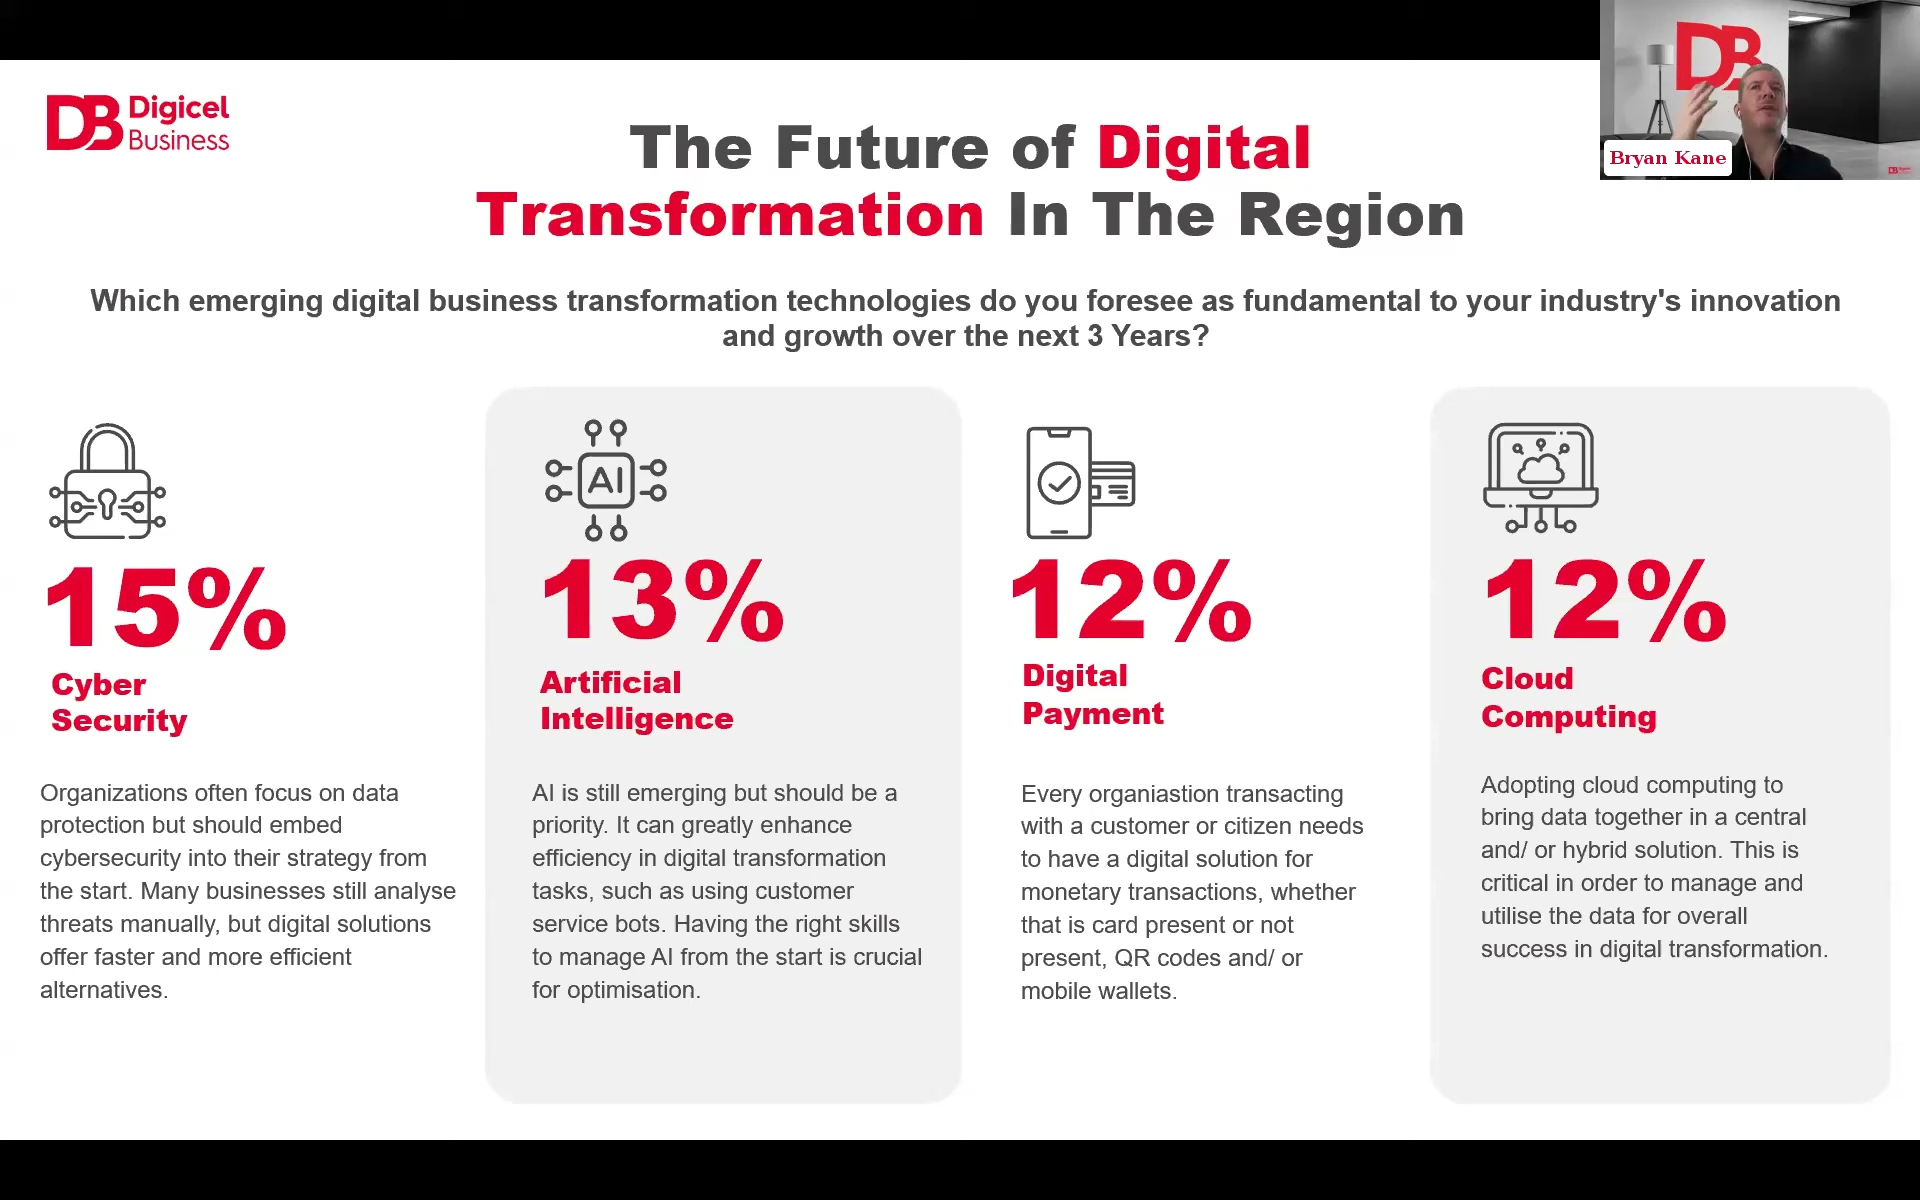 DB
Bryan Kane
DB Digicel
Business
The Future of Digital
Transformation In The Region
Which emerging digital business transformation technologies do you foresee as fundamental to your industry's innovation
and growth over the next 3 Years?
15%
Cyber
Security
Organizations often focus on data
protection but should embed
cybersecurity into their strategy from
the start. Many businesses still analyse
threats manually, but digital solutions
offer faster and more efficient
alternatives.
AI
13%
Artificial
Intelligence
AI is still emerging but should be a
priority. It can greatly enhance
efficiency in digital transformation
tasks, such as using customer
service bots. Having the right skills
to manage AI from the start is crucial
for optimisation.
12%
Digital
Payment
Every organiastion transacting
with a customer or citizen needs
to have a digital solution for
monetary transactions, whether
that is card present or not
present, QR codes and/ or
mobile wallets.
12%
Cloud
Computing
Adopting cloud computing to
bring data together in a central
and/ or hybrid solution. This is
critical in order to manage and
utilise the data for overall
success in digital transformation.